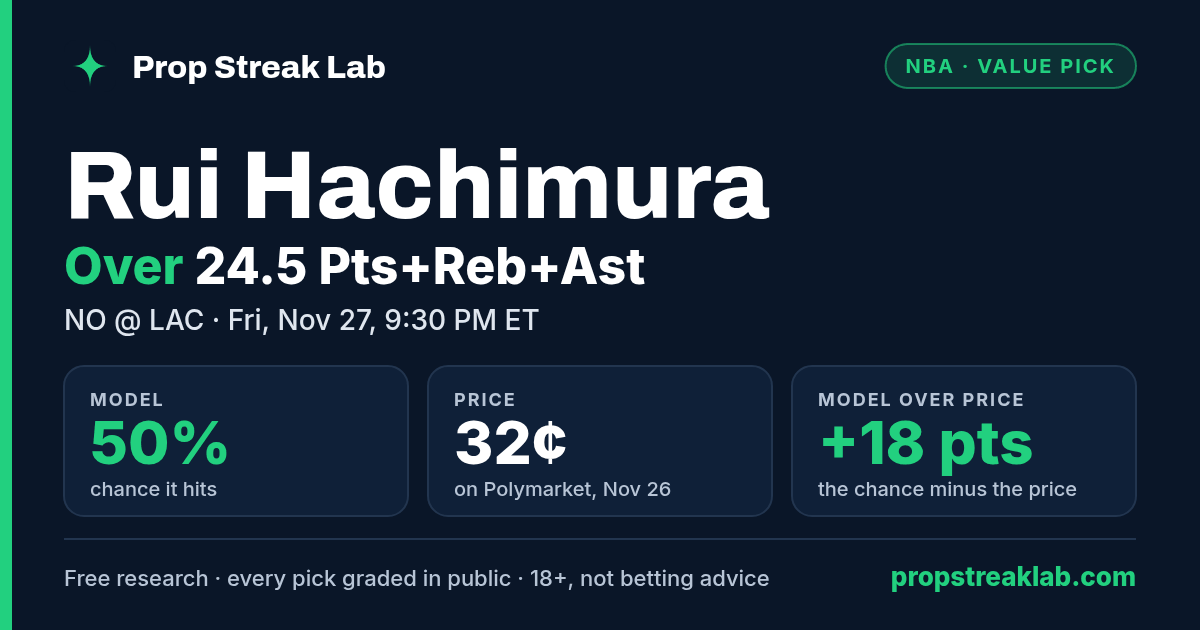 Prop Streak Lab
NBA · VALUE PICK
Rui Hachimura
Over 24.5 Pts+Reb+Ast
NO @ LAC · Fri, Nov 27, 9:30 PM ET
MODEL
50%
chance it hits
PRICE
32¢
on Polymarket, Nov 26
MODEL OVER PRICE
+18 pts
the chance minus the price
Free research · every pick graded in public · 18+, not betting advice
propstreaklab.com